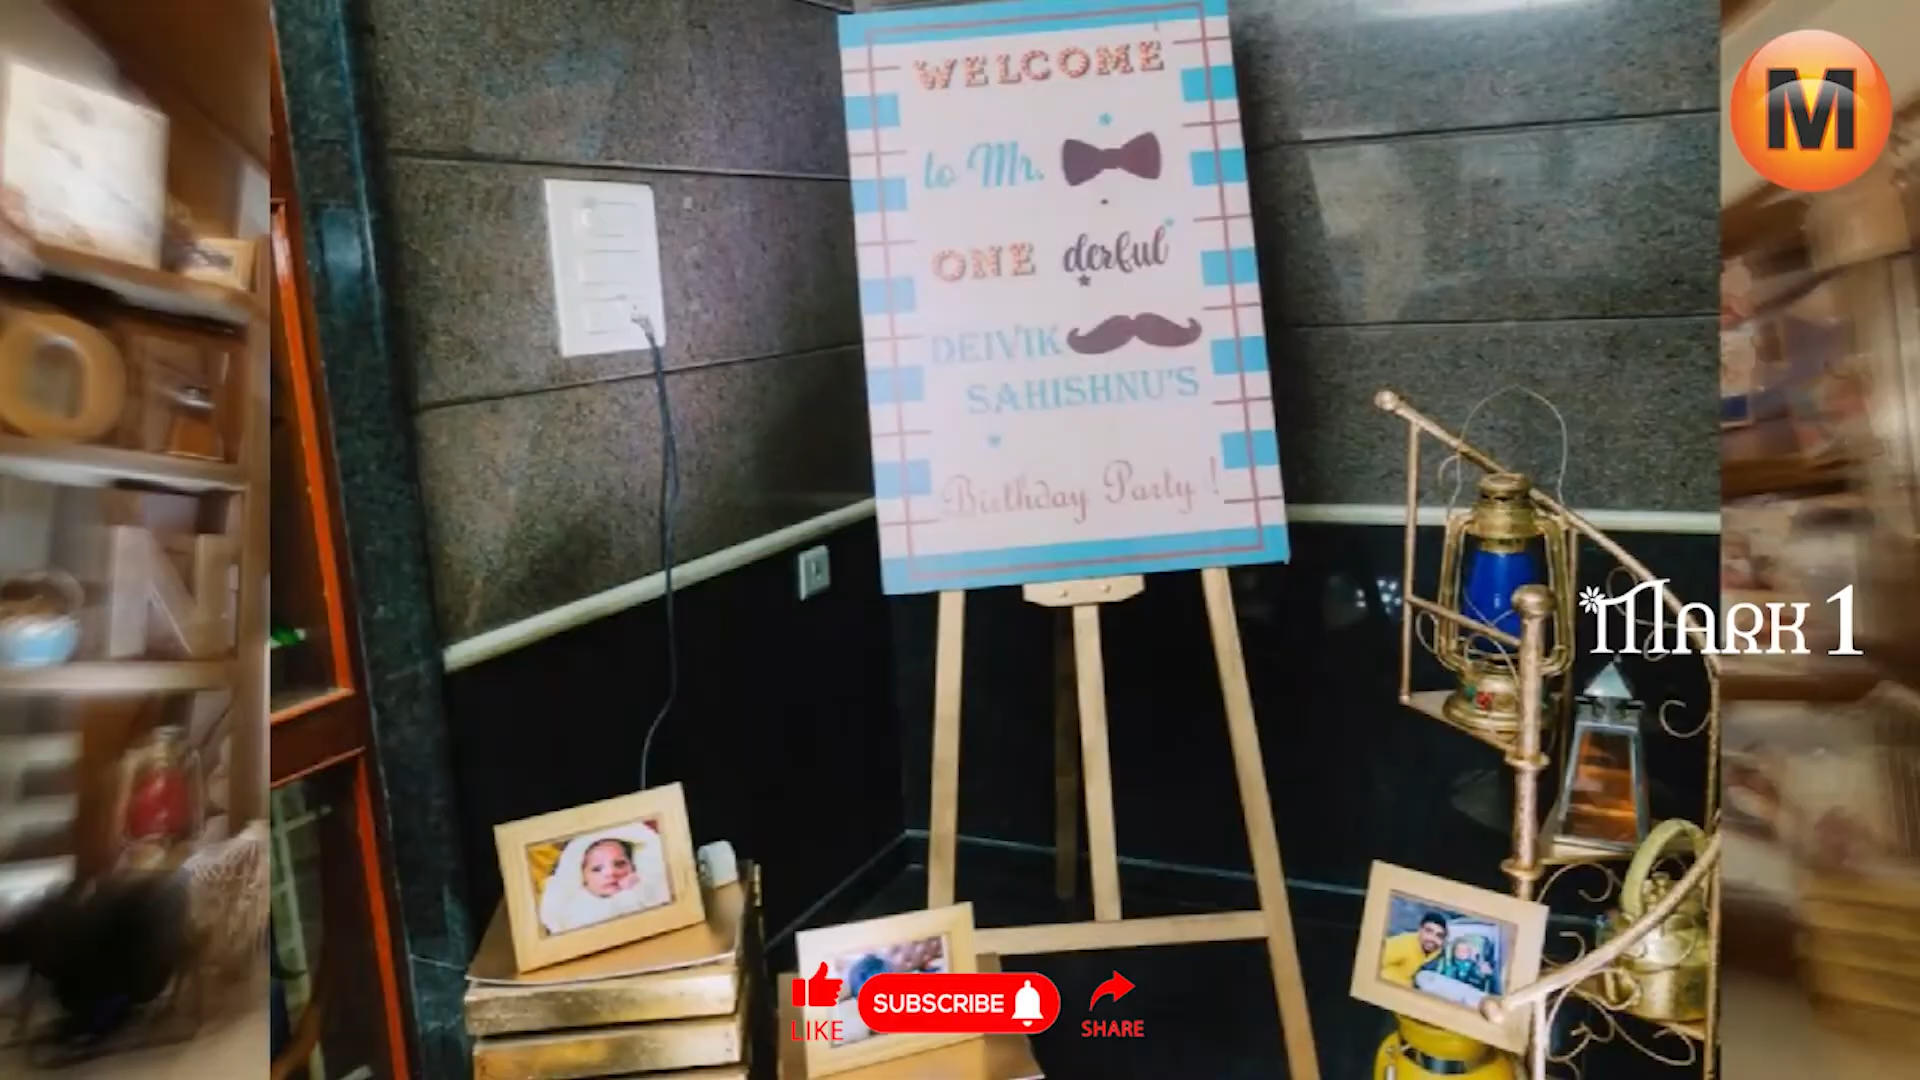 WELCOME
to Mr.
ONE derful
DEIVIK
SAHISHNU'S
Birthday Party !
M
MARK 1
O
N
LIKE
SUBSCRIBE
SHARE